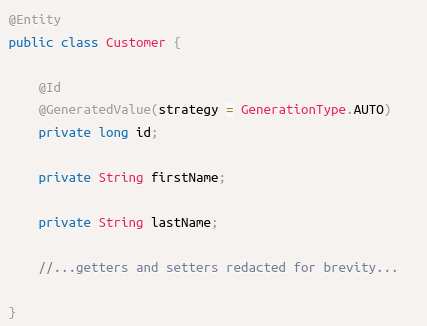 @Entity
public class Customer {
@Id
@GeneratedValue(strategy = GenerationType.AUTO)
private long id;
private String firstName;
private String lastName;
//...getters and setters redacted for brevity...
}